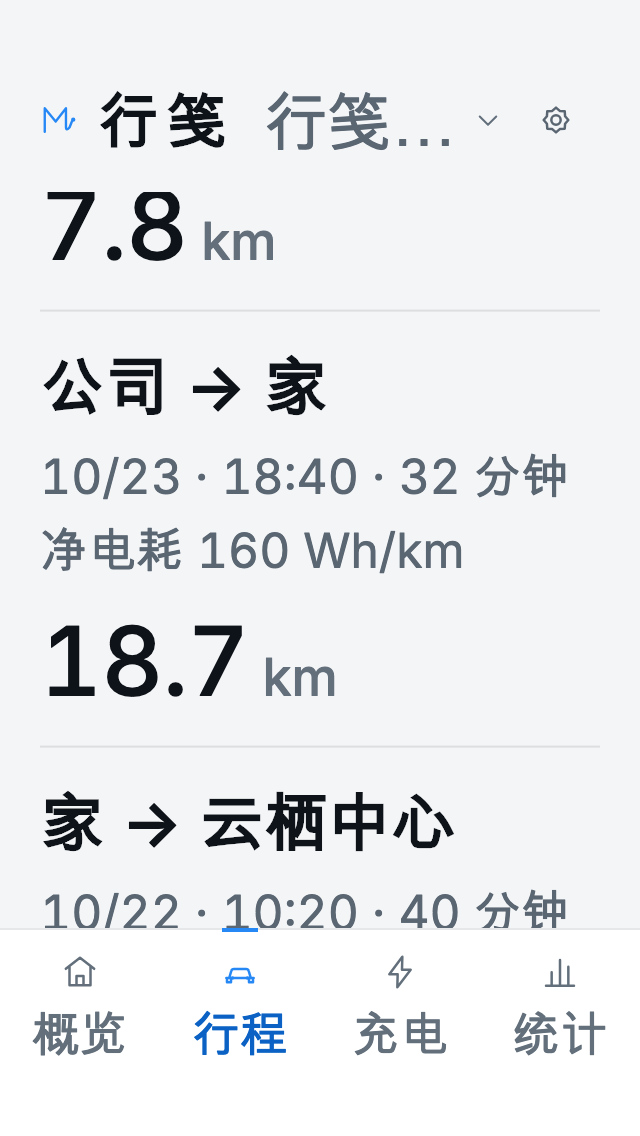 行笺 行笺...
7.8 km
公司 → 家
10/23 · 18:40 · 32 分钟
净电耗 160 Wh/km
18.7 km
家 → 云栖中心
10/22 · 10:20 · 40 分钟
概览 行程 充电 统计